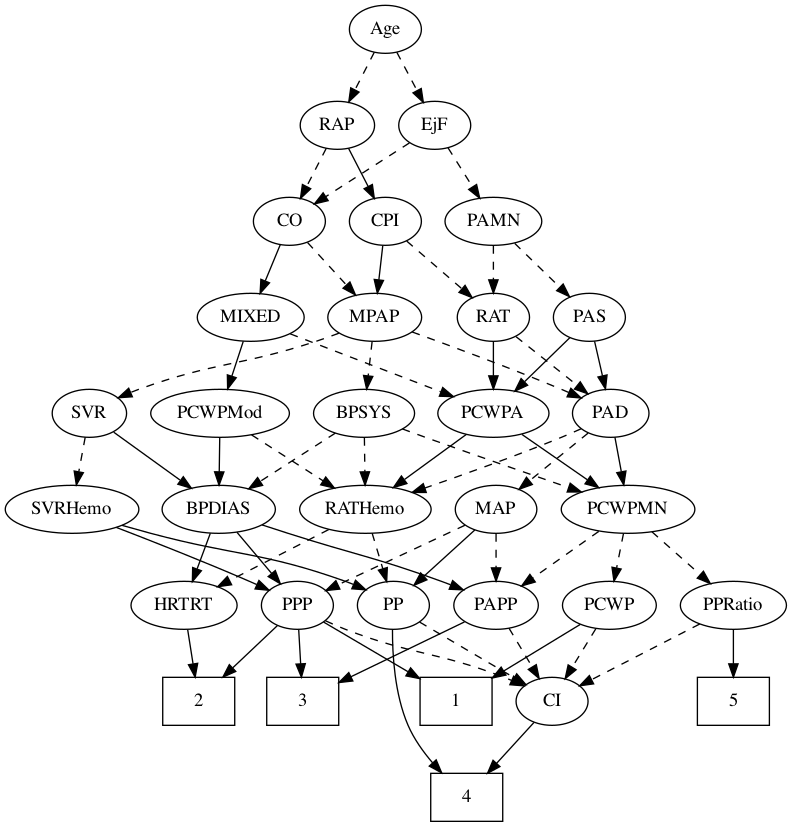 Age
RAP
EjF
CO
CPI
PAMN
MIXED
MPAP
RAT
PAS
SVR
PCWPMod
BPSYS
PCWPA
PAD
SVRHemo
BPDIAS
RATHemo
MAP
PCWPMN
HRTRT
PPP
PP
PAPP
PCWP
PPRatio
2
3
1
CI
5
4